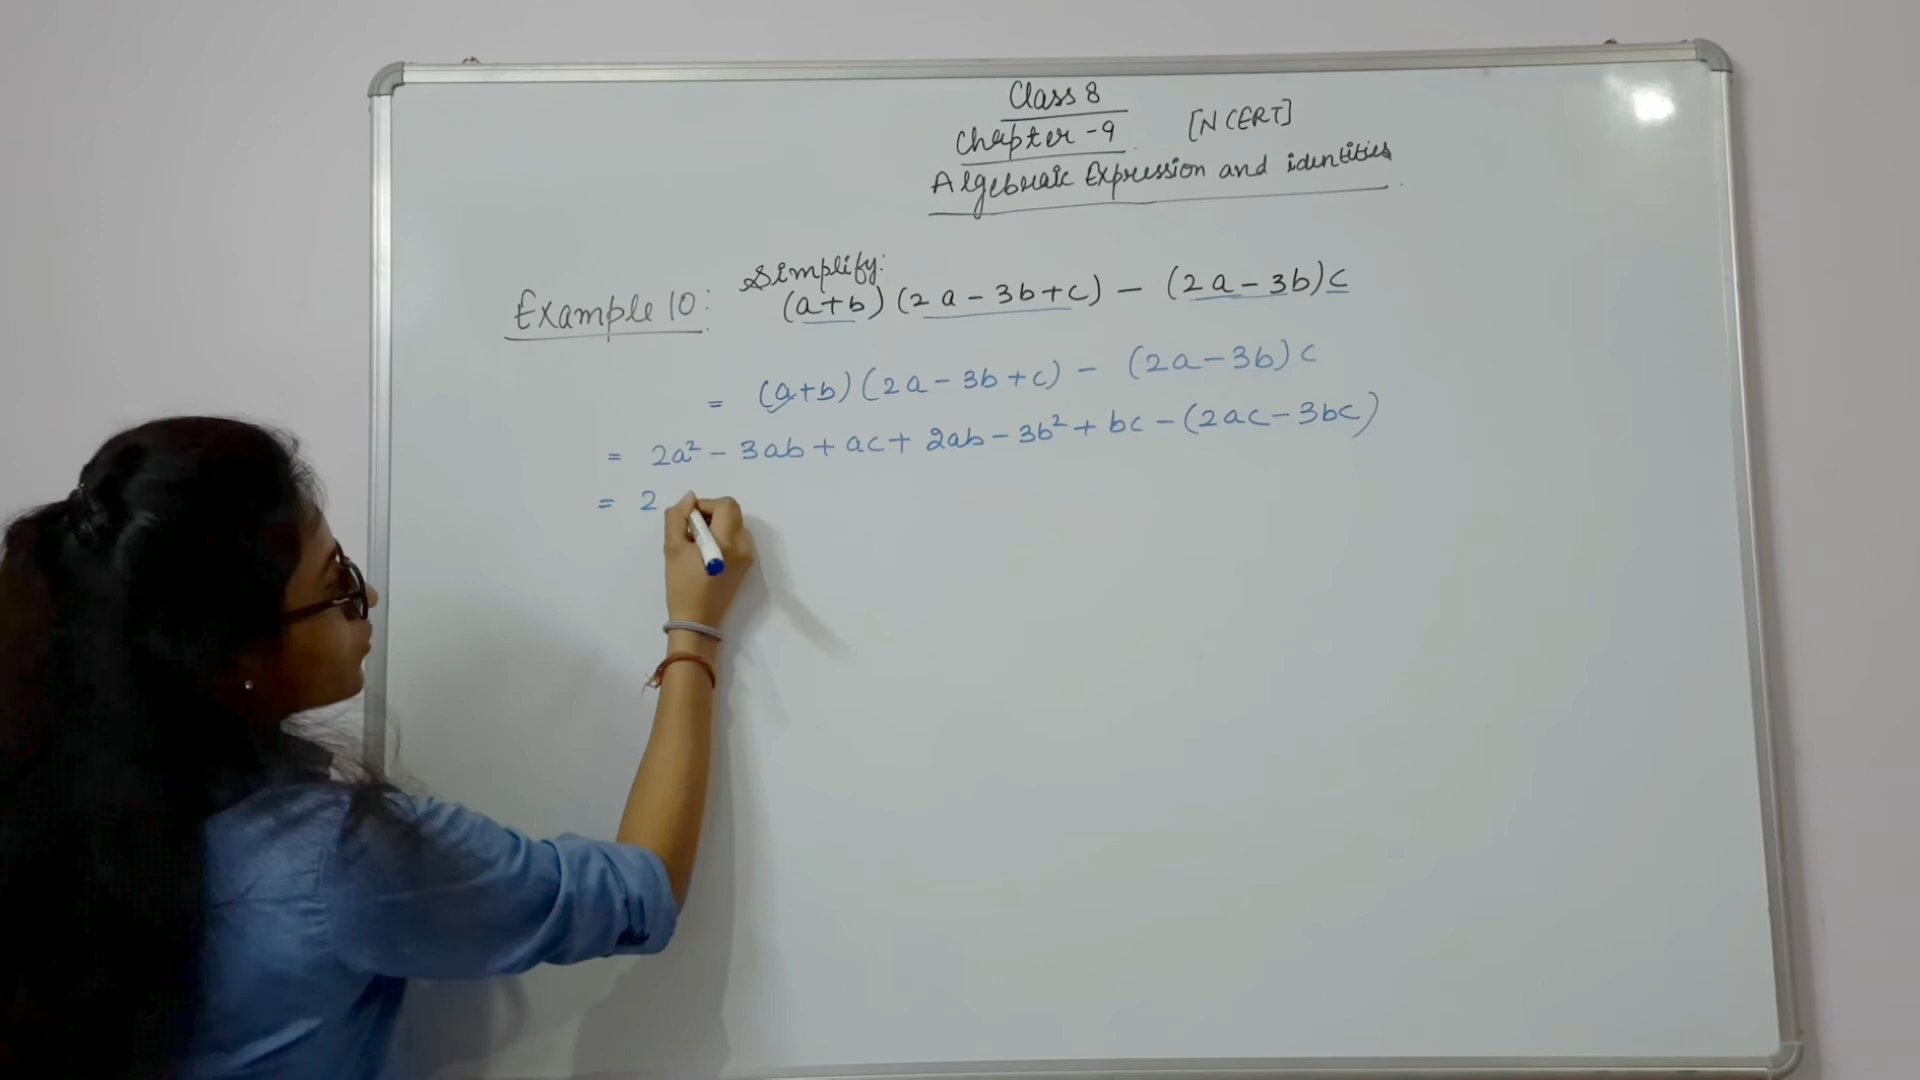 Class 8
Chapter - 9 [NCERT]
Algebraic Expression and identities
Simplify:
Example 10: (a+b) (2a - 3b + c) - (2a - 3b)c
= (a+b) (2a - 3b + c) - (2a - 3b) c
= 2a² - 3ab + ac + 2ab - 3b² + bc - (2ac - 3bc)
= 2